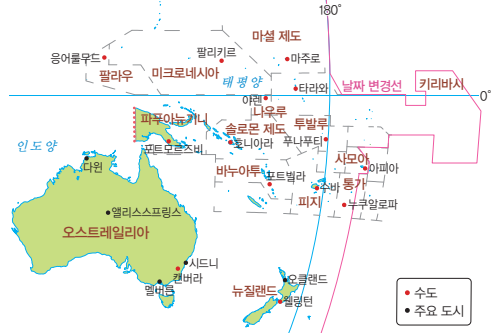 180°
마셜 제도
응어룰무드
팔리키르
마주로
팔라우
미크로네시아
태평양
타라와
날짜 변경선
키리바시
0°
야렌
나우루
파푸아뉴기니
솔로몬 제도
투발루
인도양
포트모르즈비
호니아라
푸나푸티
다윈
사모아
아피아
바누아투
포트빌라
수바
통가
피지
누쿠알로파
앨리스스프링스
오스트레일리아
시드니
캔버라
멜버른
뉴질랜드
오클랜드
웰링턴
수도
주요 도시